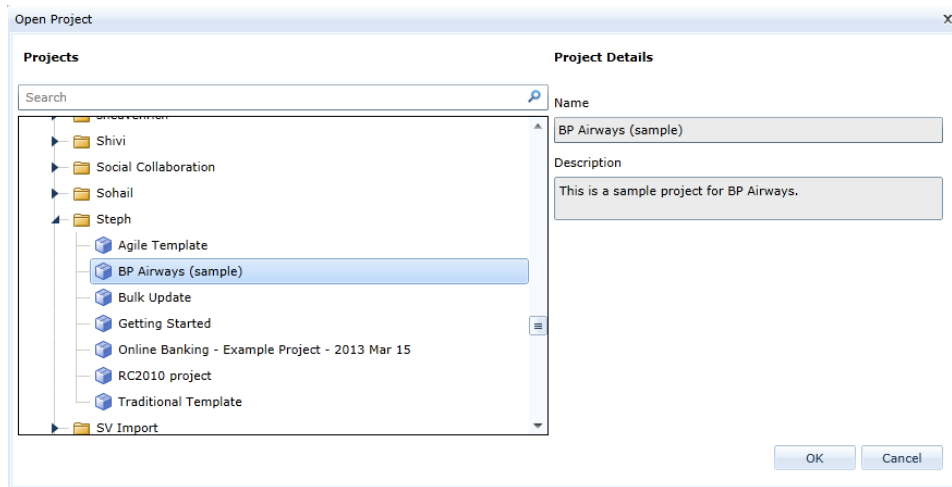 Open Project
x
Projects
Search
Shivi
Social Collaboration
Sohail
Steph
Agile Template
BP Airways (sample)
Bulk Update
Getting Started
Online Banking - Example Project - 2013 Mar 15
RC2010 project
Traditional Template
SV Import
Project Details
Name
BP Airways (sample)
Description
This is a sample project for BP Airways.
OK
Cancel